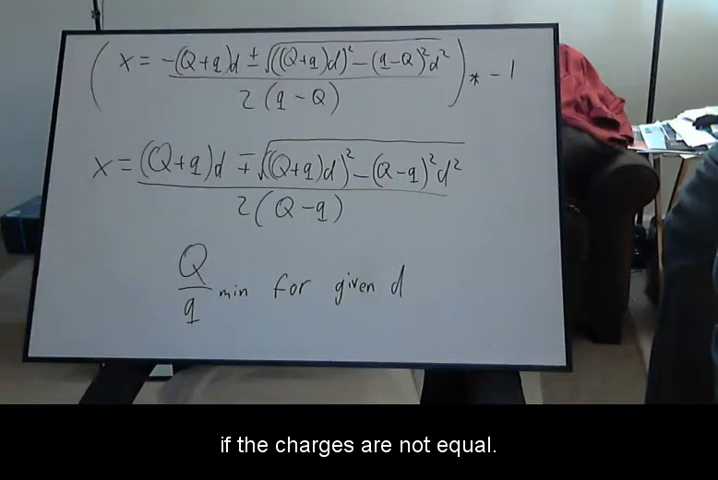 ( x = -(Q+q)d ± √((Q+q)d)² - (q-Q)²d² / 2(q-Q) ) * -1
x = (Q+q)d ∓ √((Q+q)d)² - (Q-q)²d² / 2(Q-q)
Q/q min for given d
if the charges are not equal.